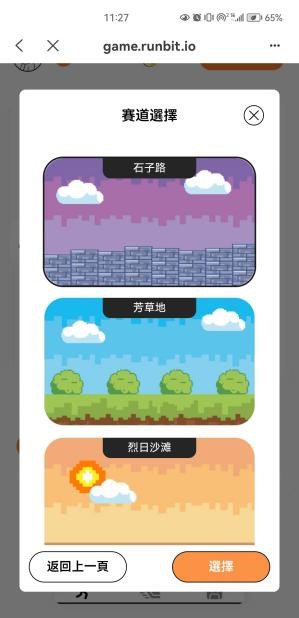 11:27
65%
game.runbit.io
賽道選擇
石子路
芳草地
烈日沙滩
返回上一頁
選擇